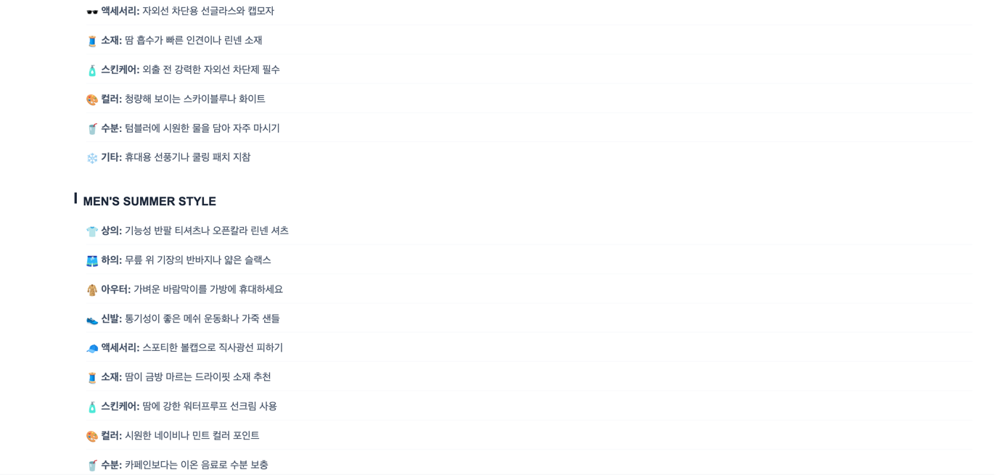 🕶️ 액세서리: 자외선 차단용 선글라스와 캡모자
🧵 소재: 땀 흡수가 빠른 인견이나 린넨 소재
🧴 스킨케어: 외출 전 강력한 자외선 차단제 필수
🎨 컬러: 청량해 보이는 스카이블루나 화이트
🥤 수분: 텀블러에 시원한 물을 담아 자주 마시기
❄️ 기타: 휴대용 선풍기나 쿨링 패치 지참
MEN'S SUMMER STYLE
👕 상의: 기능성 반팔 티셔츠나 오픈칼라 린넨 셔츠
🩳 하의: 무릎 위 기장의 반바지나 얇은 슬랙스
🧥 아우터: 가벼운 바람막이를 가방에 휴대하세요
👟 신발: 통기성이 좋은 메쉬 운동화나 가죽 샌들
🧢 액세서리: 스포티한 볼캡으로 직사광선 피하기
🧵 소재: 땀이 금방 마르는 드라이핏 소재 추천
🧴 스킨케어: 땀에 강한 워터프루프 선크림 사용
🎨 컬러: 시원한 네이비나 민트 컬러 포인트
🥤 수분: 카페인보다는 이온 음료로 수분 보충